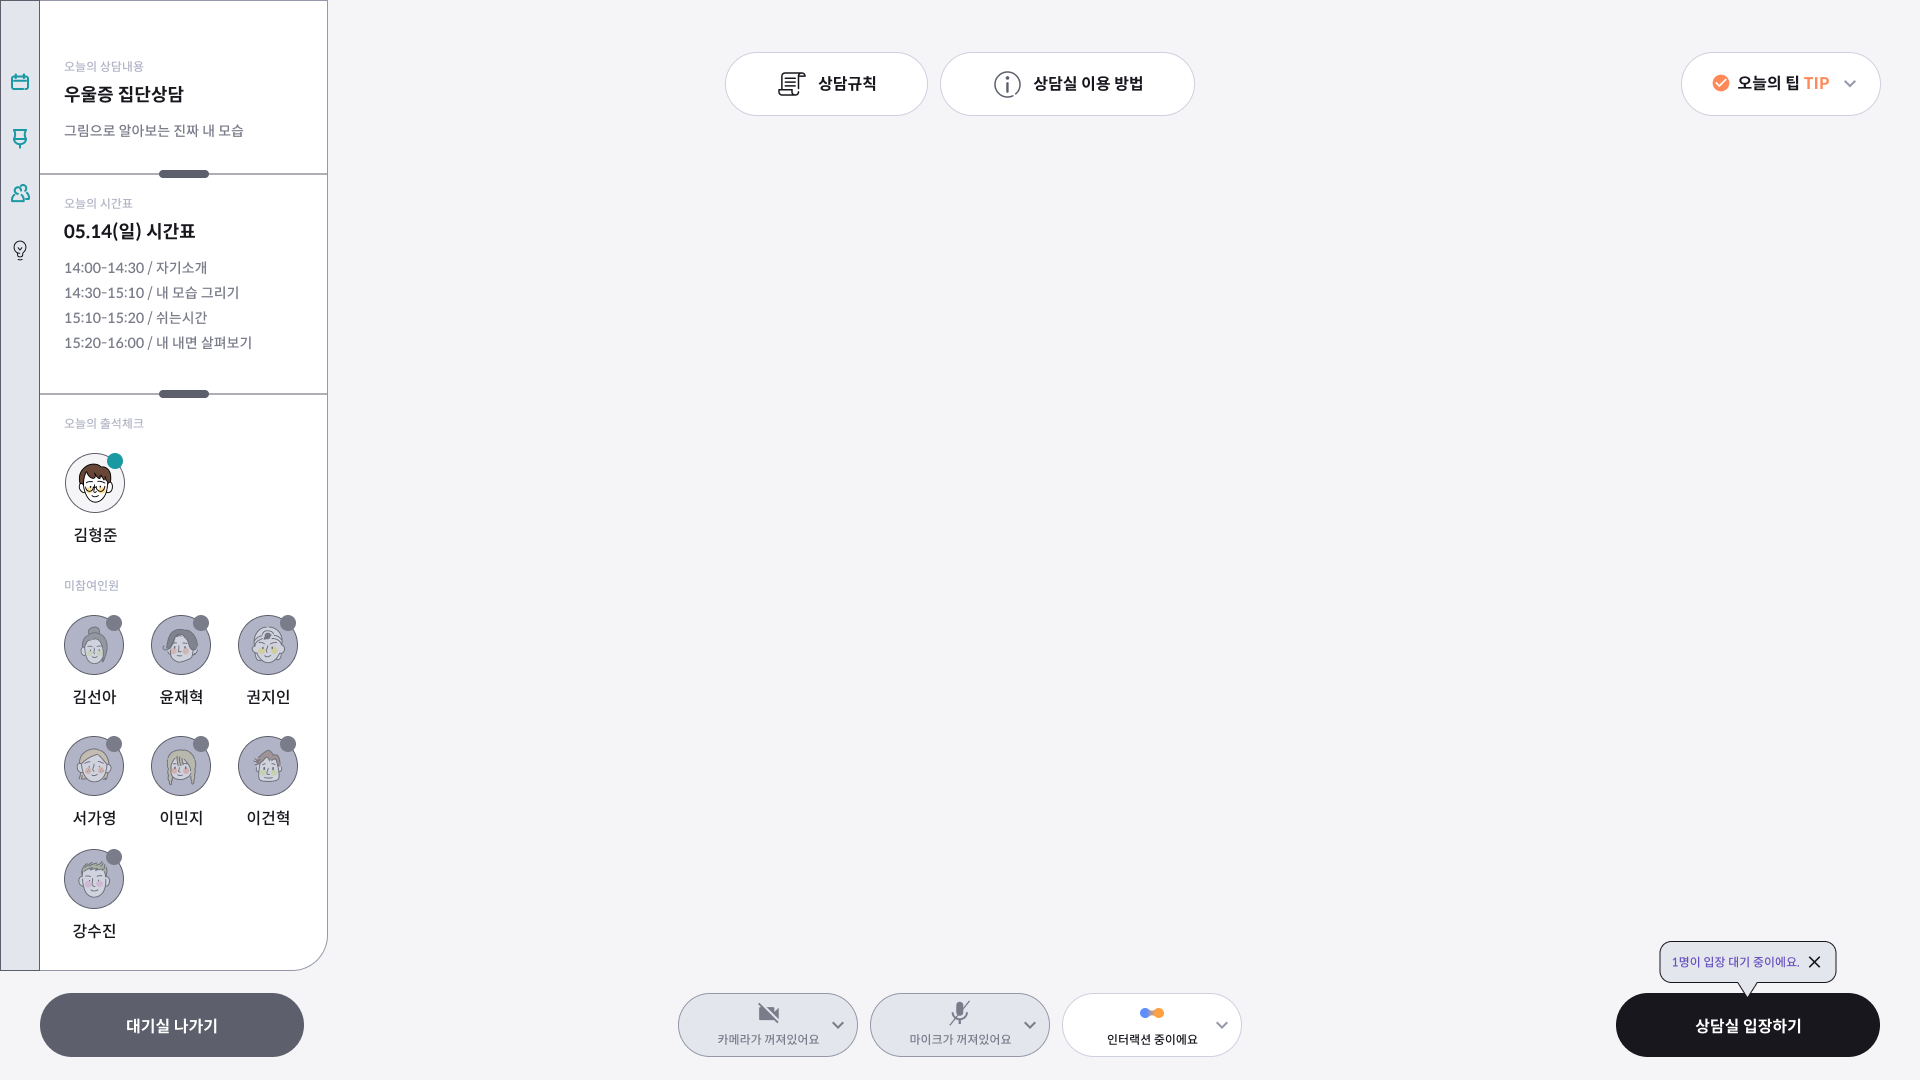 오늘의 상담내용
우울증 집단상담
그림으로 알아보는 진짜 내 모습
오늘의 시간표
05.14(일) 시간표
14:00-14:30 / 자기소개
14:30-15:10 / 내 모습 그리기
15:10-15:20 / 쉬는시간
15:20-16:00 / 내 내면 살펴보기
오늘의 출석체크
김형준
미참여인원
김선아 윤재혁 권지인
서가영 이민지 이건혁
강수진
대기실 나가기
상담규칙
상담실 이용 방법
오늘의 팁 TIP
카메라가 꺼져있어요
마이크가 꺼져있어요
인터랙션 중이에요
1명이 입장 대기 중이에요.
상담실 입장하기